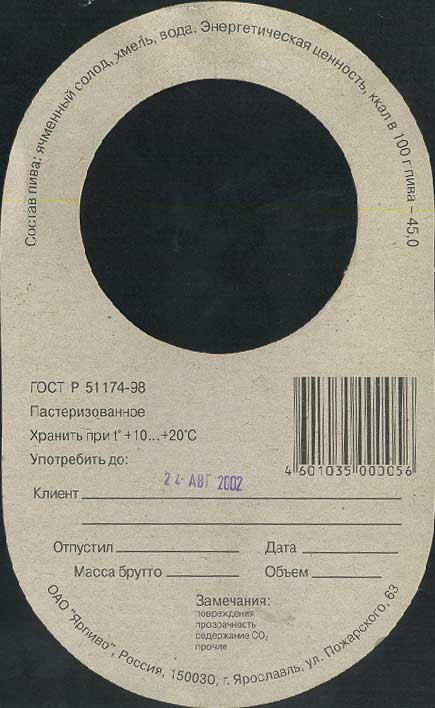 Состав пива: ячменный солод, хмель, вода. Энергетическая ценность, ккал в 100 г пива – 45,0
ГОСТ Р 51174-98
Пастеризованное
Хранить при t° +10...+20°С
Употребить до:
24 АВГ 2002
4 601035 000056
Клиент
Отпустил Дата
Масса брутто Объем
Замечания:
повреждения
прозрачность
содержание CO₂
прочие
ОАО "Ярпиво", Россия, 150030, г. Ярославль, ул. Пожарского, 63